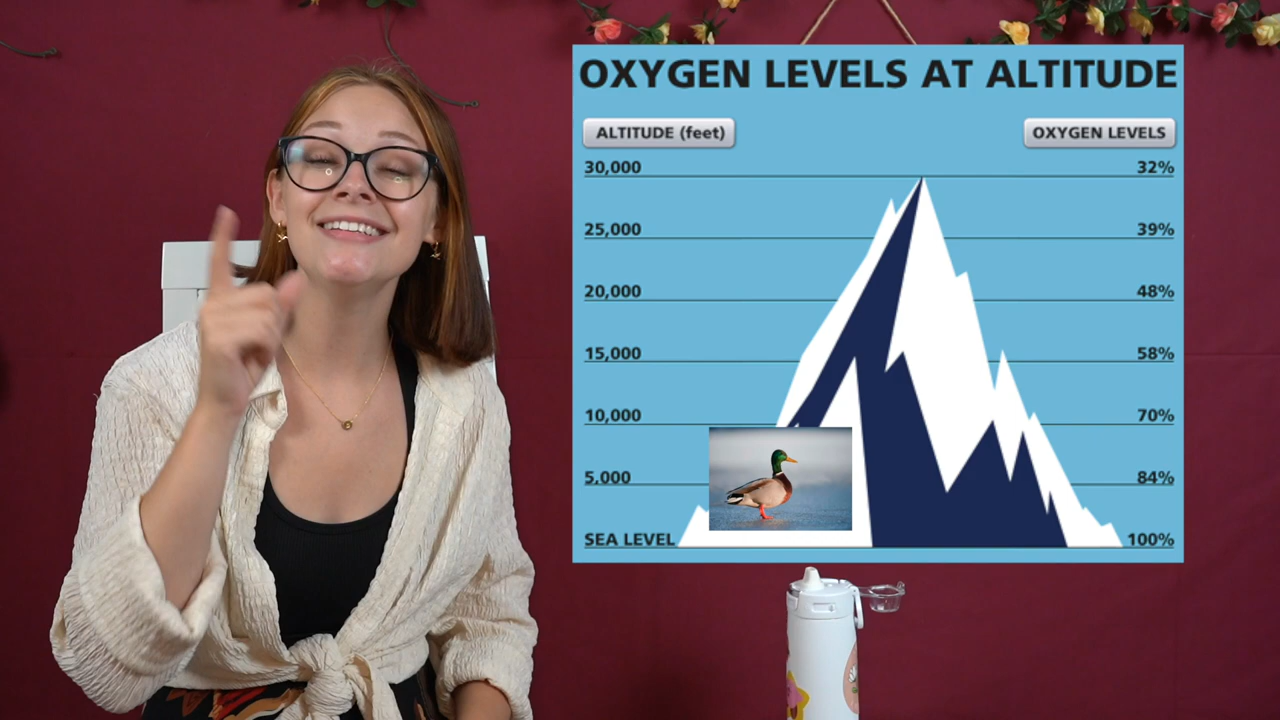 OXYGEN LEVELS AT ALTITUDE
ALTITUDE (feet) OXYGEN LEVELS
30,000 32%
25,000 39%
20,000 48%
15,000 58%
10,000 70%
5,000 84%
SEA LEVEL 100%